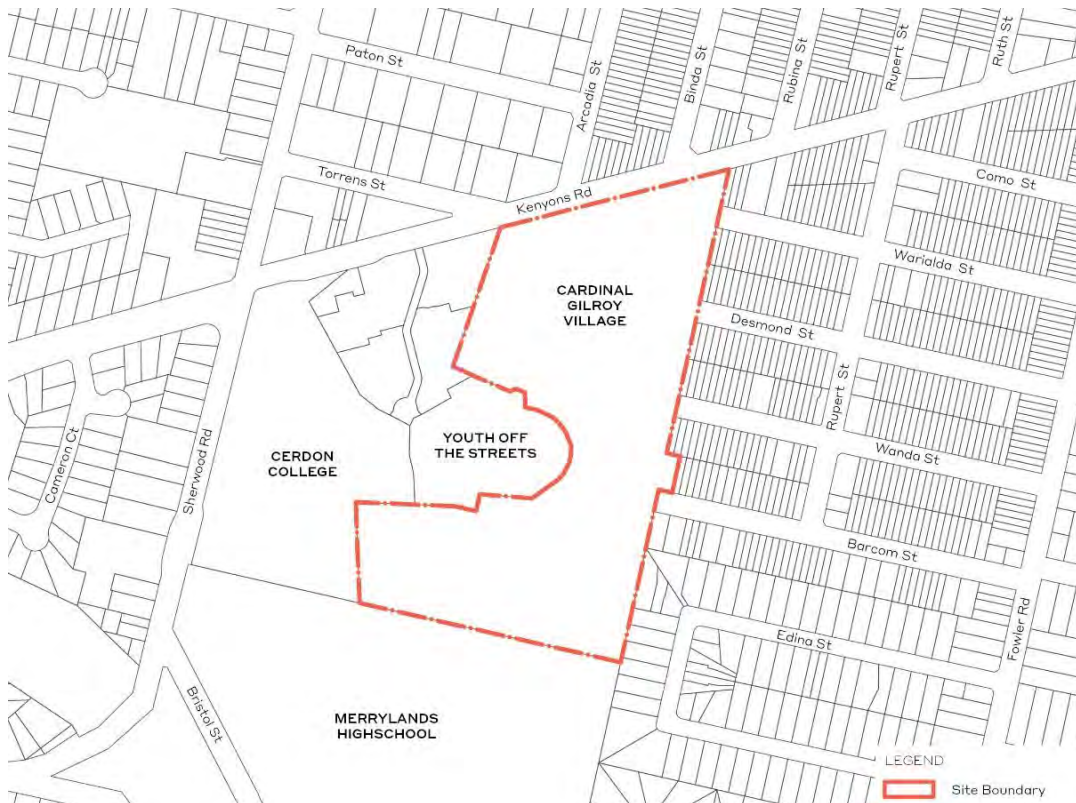 Paton St
Arcadia St
Binda St
Rubina St
Rupert St
Ruth St
Torrens St
Kenyons Rd
Como St
CARDINAL
GILROY
VILLAGE
Warialda St
Desmond St
Rupert St
YOUTH OFF
THE STREETS
CERDON
COLLEGE
Cameron Ct
Sherwood Rd
Wanda St
Barcom St
Edina St
Fowler Rd
Bristol St
MERRYLANDS
HIGHSCHOOL
LEGEND
Site Boundary